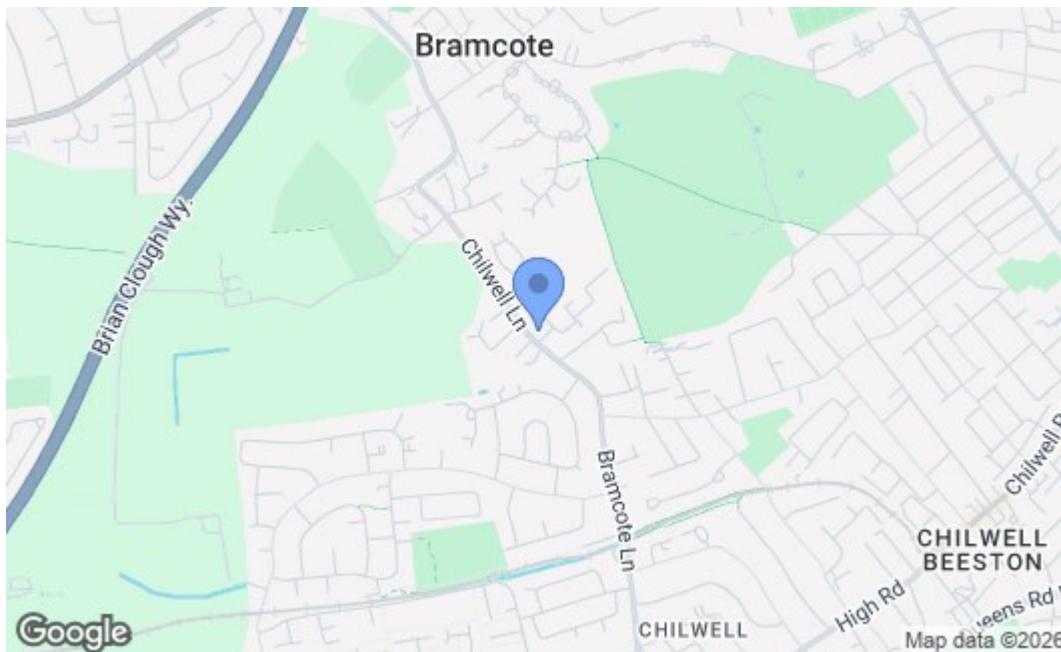 Bramcote
Brian Clough Wy.
Chilwell Ln
Bramcote Ln
CHILWELL
BEESTON
High Rd
CHILWELL
Google
Map data ©2026